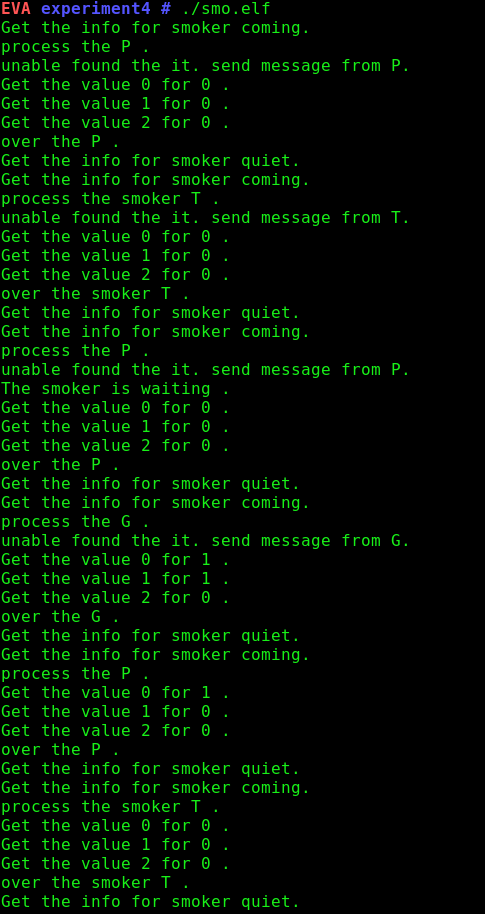 EVA experiment4 # ./smo.elf
Get the info for smoker coming.
process the P .
unable found the it. send message from P.
Get the value 0 for 0 .
Get the value 1 for 0 .
Get the value 2 for 0 .
over the P .
Get the info for smoker quiet.
Get the info for smoker coming.
process the smoker T .
unable found the it. send message from T.
Get the value 0 for 0 .
Get the value 1 for 0 .
Get the value 2 for 0 .
over the smoker T .
Get the info for smoker quiet.
Get the info for smoker coming.
process the P .
unable found the it. send message from P.
The smoker is waiting .
Get the value 0 for 0 .
Get the value 1 for 0 .
Get the value 2 for 0 .
over the P .
Get the info for smoker quiet.
Get the info for smoker coming.
process the G .
unable found the it. send message from G.
Get the value 0 for 1 .
Get the value 1 for 1 .
Get the value 2 for 0 .
over the G .
Get the info for smoker quiet.
Get the info for smoker coming.
process the P .
Get the value 0 for 1 .
Get the value 1 for 0 .
Get the value 2 for 0 .
over the P .
Get the info for smoker quiet.
Get the info for smoker coming.
process the smoker T .
Get the value 0 for 0 .
Get the value 1 for 0 .
Get the value 2 for 0 .
over the smoker T .
Get the info for smoker quiet.